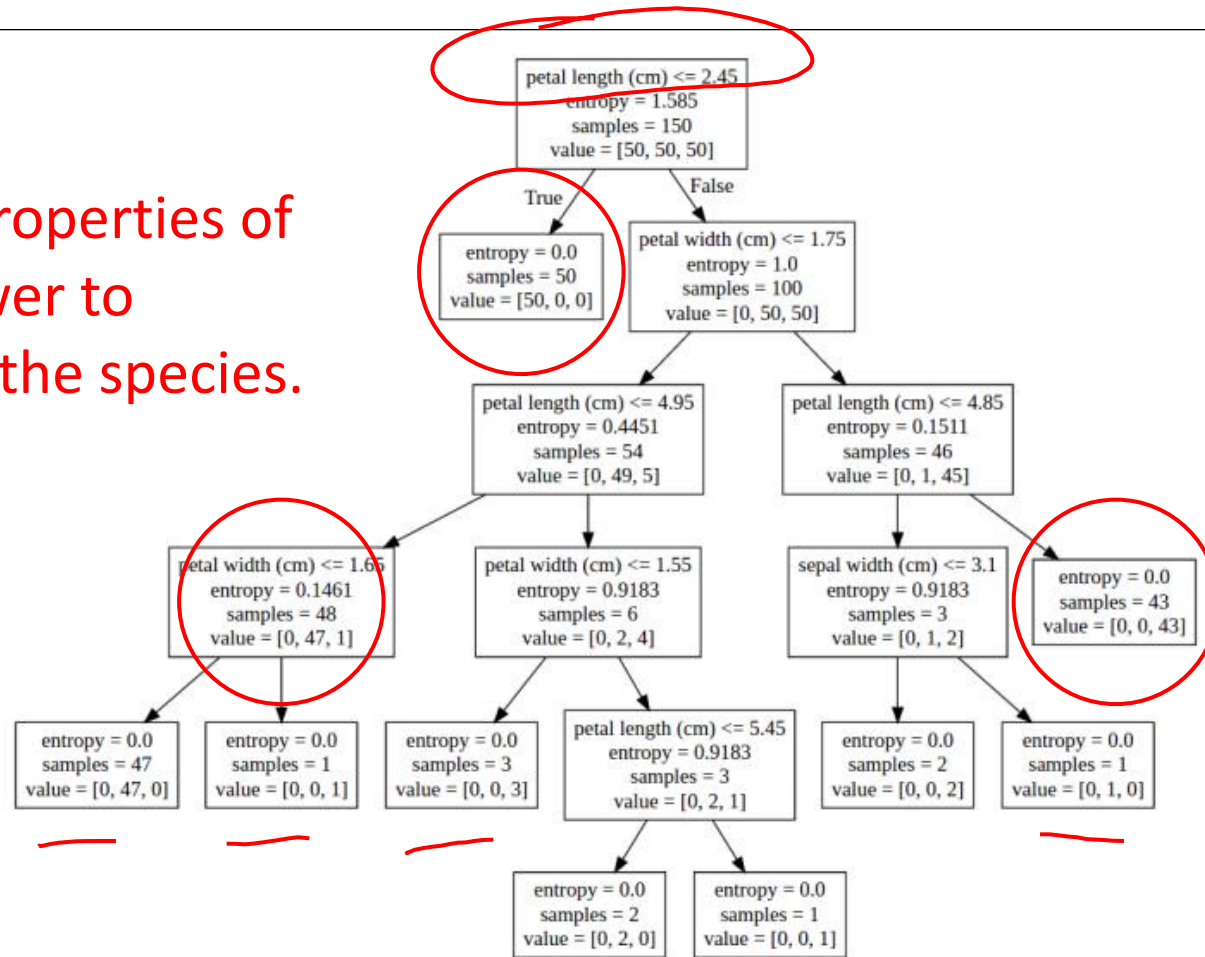 petal length (cm) <= 2.45
entropy = 1.585
samples = 150
value = [50, 50, 50]
True
False
roperties of
wer to
the species.
entropy = 0.0
samples = 50
value = [50, 0, 0]
petal width (cm) <= 1.75
entropy = 1.0
samples = 100
value = [0, 50, 50]
petal length (cm) <= 4.95
entropy = 0.4451
samples = 54
value = [0, 49, 5]
petal length (cm) <= 4.85
entropy = 0.1511
samples = 46
value = [0, 1, 45]
petal width (cm) <= 1.65
entropy = 0.1461
samples = 48
value = [0, 47, 1]
petal width (cm) <= 1.55
entropy = 0.9183
samples = 6
value = [0, 2, 4]
sepal width (cm) <= 3.1
entropy = 0.9183
samples = 3
value = [0, 1, 2]
entropy = 0.0
samples = 43
value = [0, 0, 43]
entropy = 0.0
samples = 47
value = [0, 47, 0]
entropy = 0.0
samples = 1
value = [0, 0, 1]
entropy = 0.0
samples = 3
value = [0, 0, 3]
petal length (cm) <= 5.45
entropy = 0.9183
samples = 3
value = [0, 2, 1]
entropy = 0.0
samples = 2
value = [0, 0, 2]
entropy = 0.0
samples = 1
value = [0, 1, 0]
entropy = 0.0
samples = 2
value = [0, 2, 0]
entropy = 0.0
samples = 1
value = [0, 0, 1]